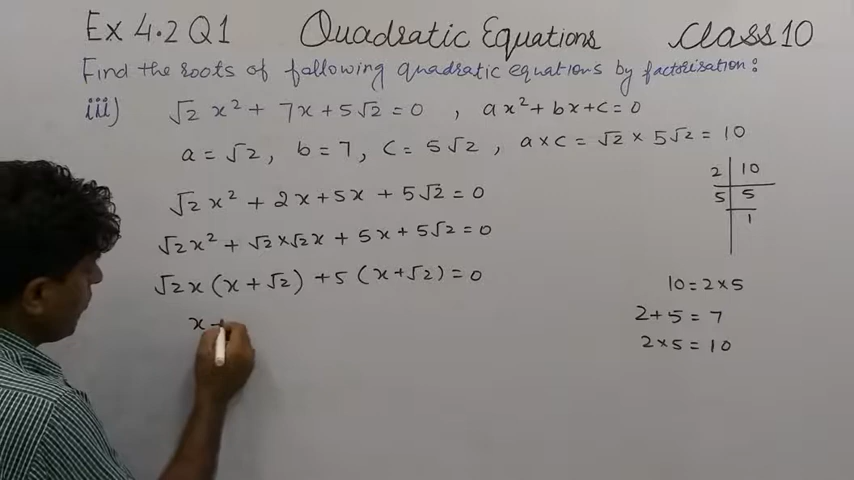 Ex 4.2 Q1 Quadratic Equations Class 10
Find the roots of following quadratic equations by factorisation:
iii) √2 x² + 7x + 5√2 = 0 , ax² + bx + c = 0
a = √2, b = 7, c = 5√2 , a×c = √2 × 5√2 = 10
√2 x² + 2x + 5x + 5√2 = 0
√2x² + √2×√2x + 5x + 5√2 = 0
√2x (x + √2) + 5 (x + √2) = 0
x +
2 | 10
5 | 5
1
10 = 2×5
2 + 5 = 7
2 × 5 = 10